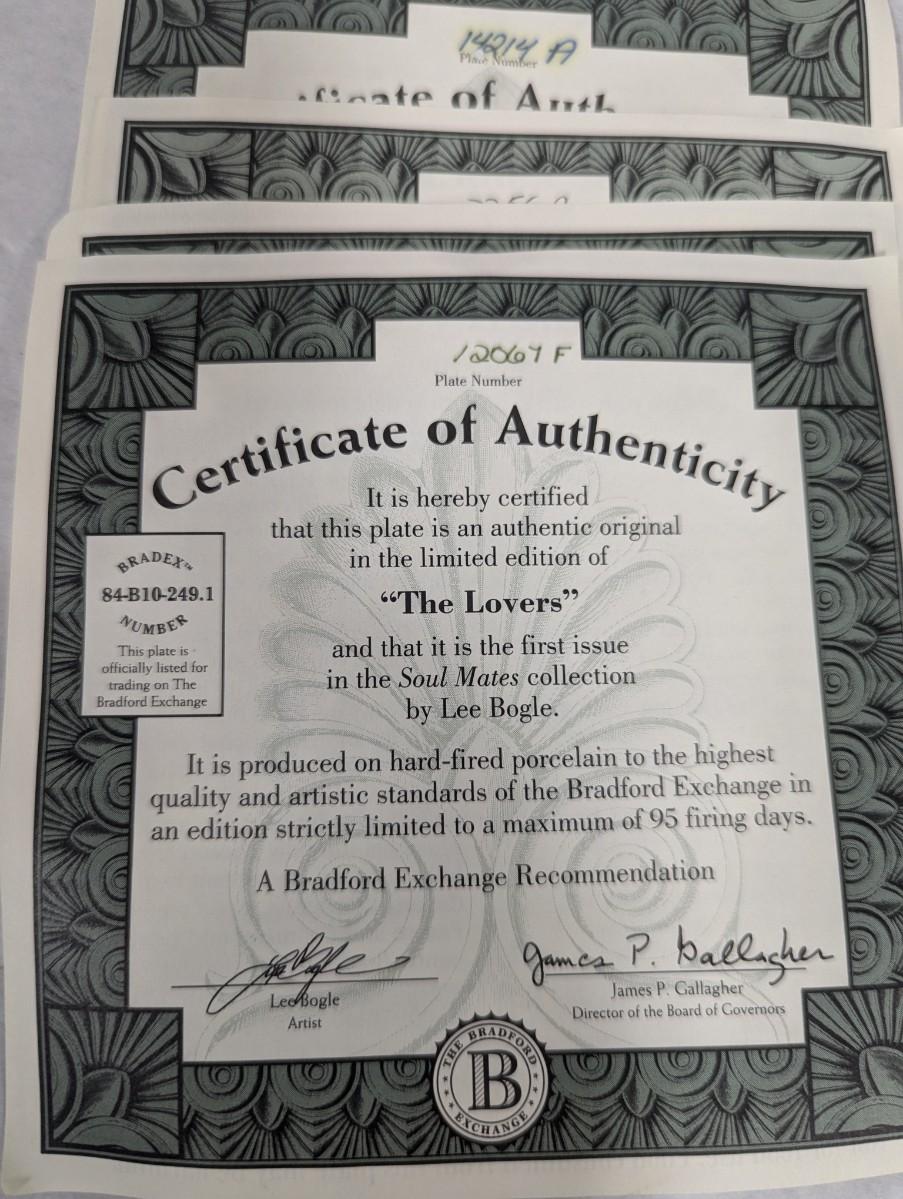 14214 A
Plate Number
12067 F
Plate Number
Certificate of Authenticity
It is hereby certified
that this plate is an authentic original
in the limited edition of
“The Lovers”
and that it is the first issue
in the Soul Mates collection
by Lee Bogle.
BRADEX™
84-B10-249.1
NUMBER
This plate is
officially listed for
trading on The
Bradford Exchange
It is produced on hard-fired porcelain to the highest
quality and artistic standards of the Bradford Exchange in
an edition strictly limited to a maximum of 95 firing days.
A Bradford Exchange Recommendation
Lee Bogle
James P. Gallagher
Lee Bogle
Artist
James P. Gallagher
Director of the Board of Governors
THE BRADFORD
B
EXCHANGE